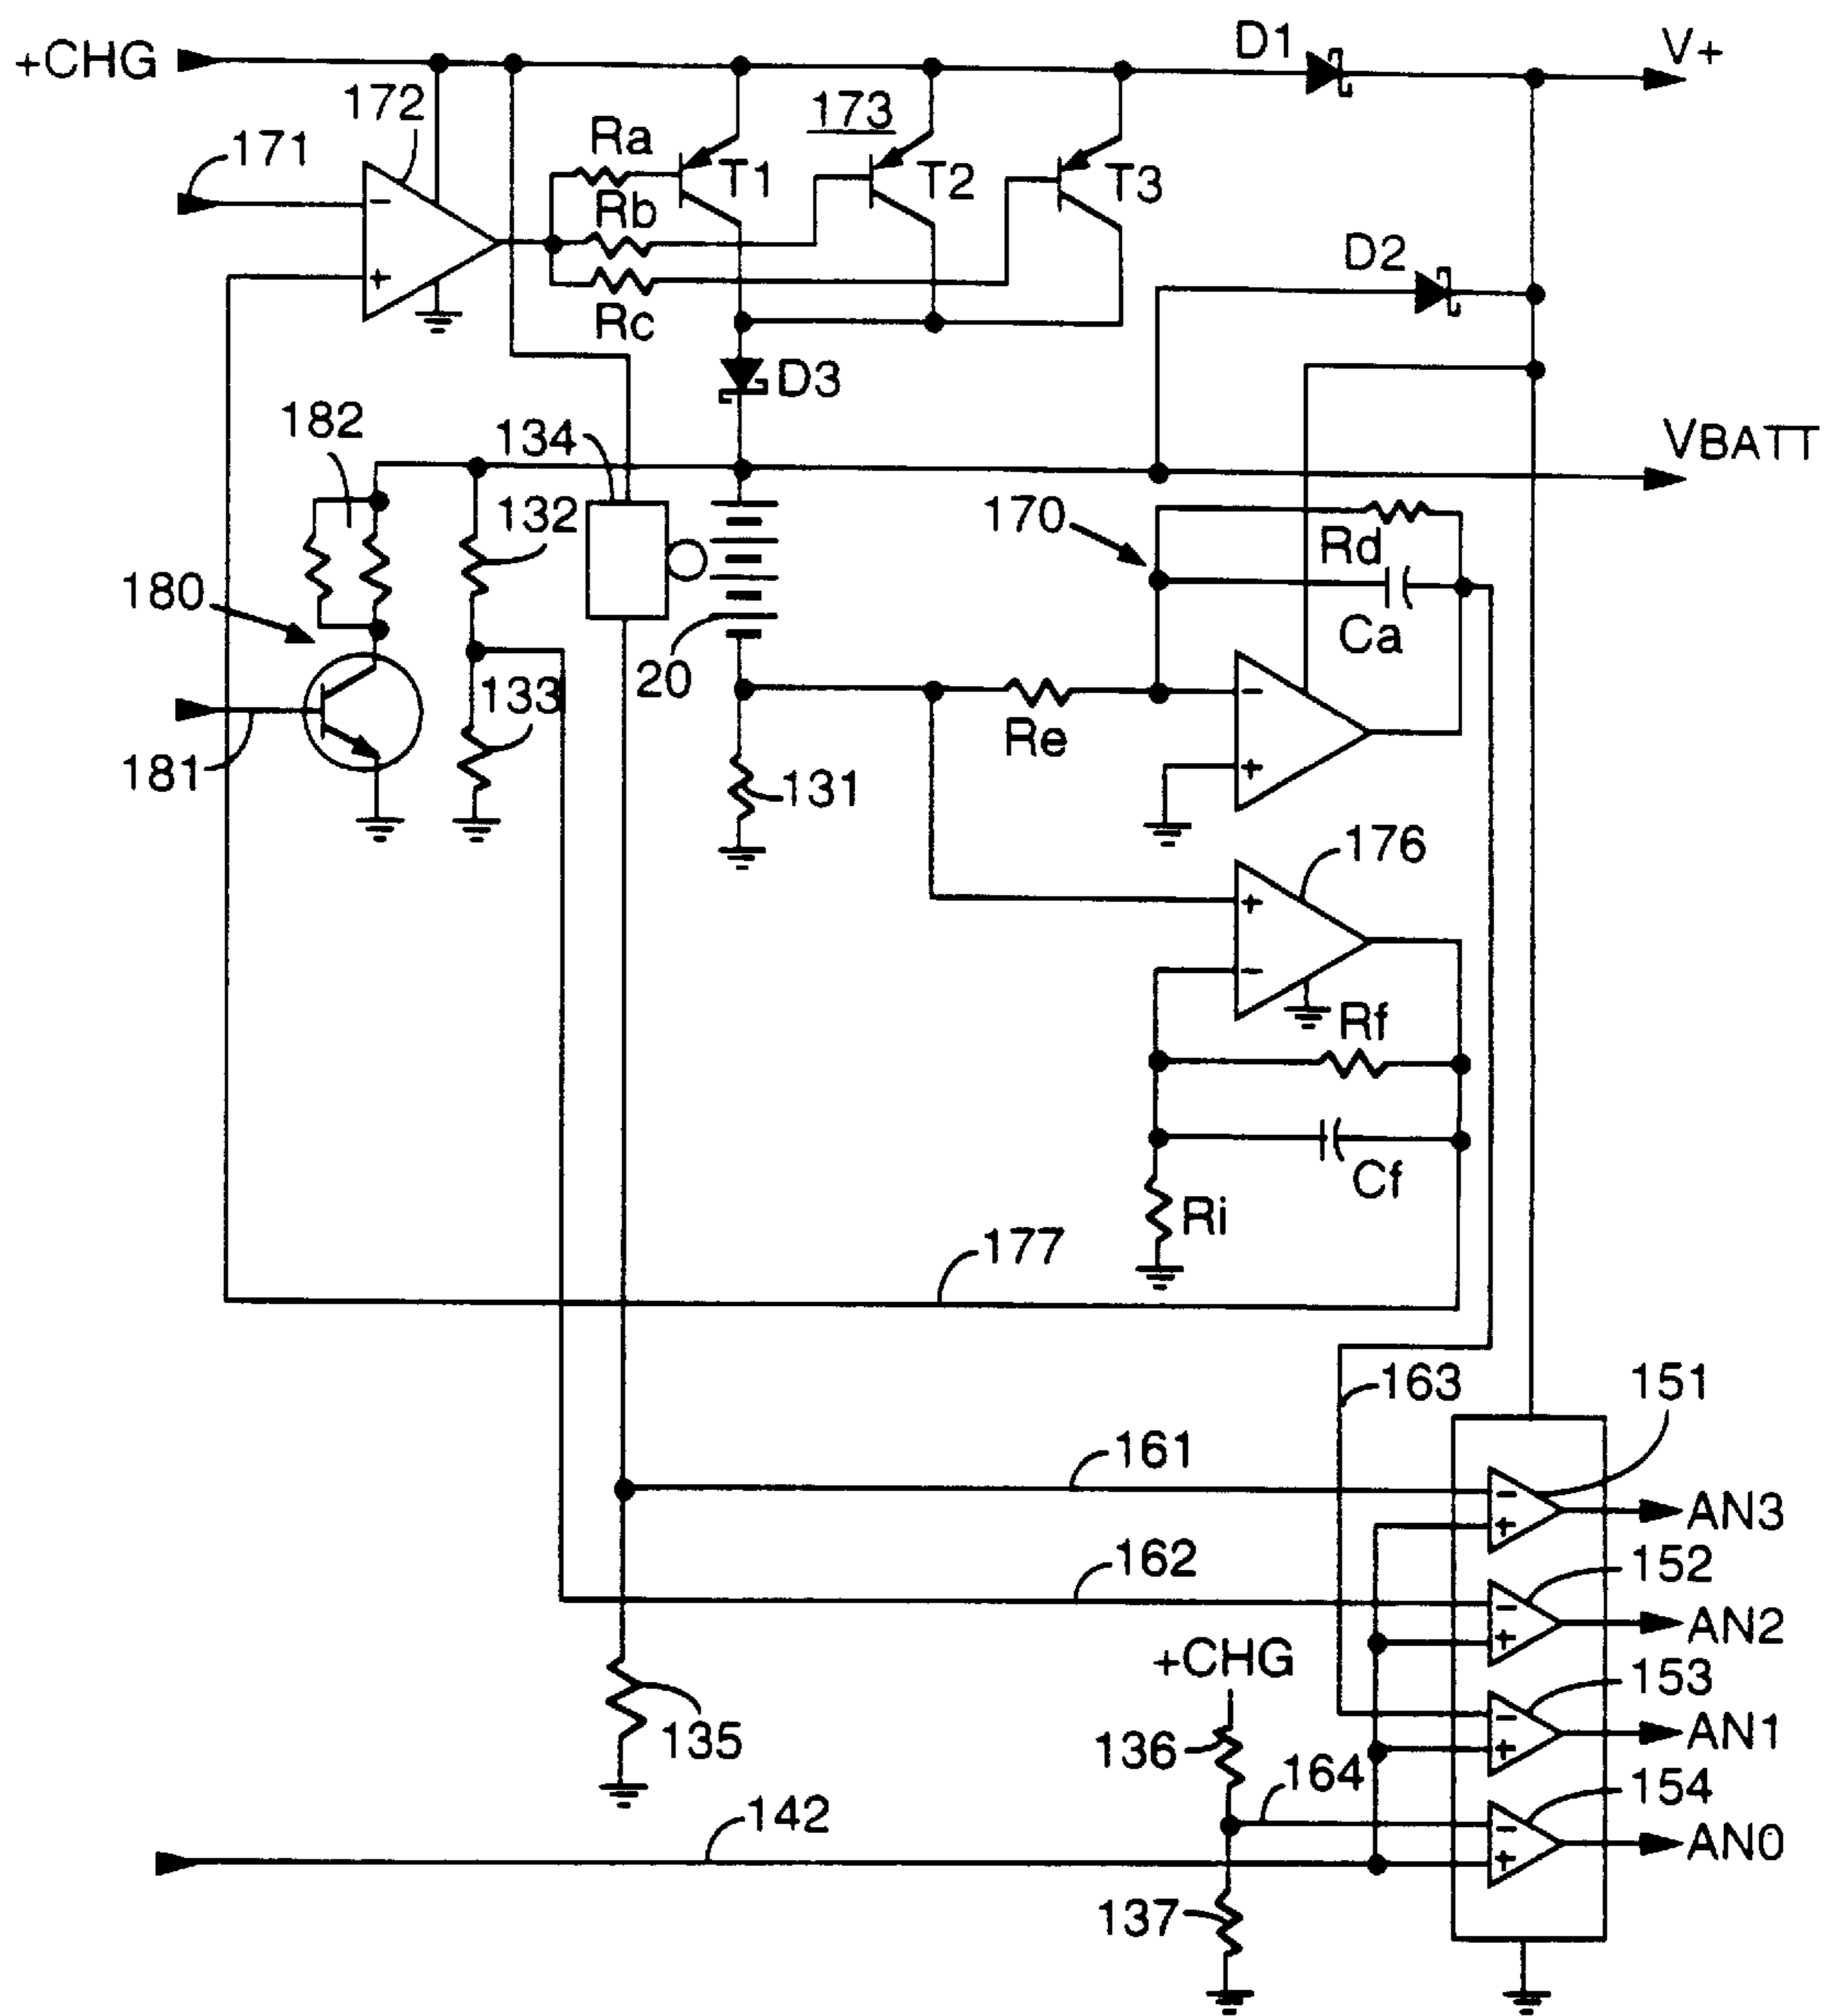 +CHG
D1
V+
172
173
171
Ra
T1
T2
T3
−
Rb
D2
+
Rc
D3
182
134
VBATT
132
170
Rd
180
Ca
20
133
−
Re
181
131
+
176
+
−
Rf
Cf
Ri
177
163
151
161
−
AN3
+
162
152
−
AN2
+CHG
+
153
135
136
−
AN1
+
164
154
142
−
AN0
+
137